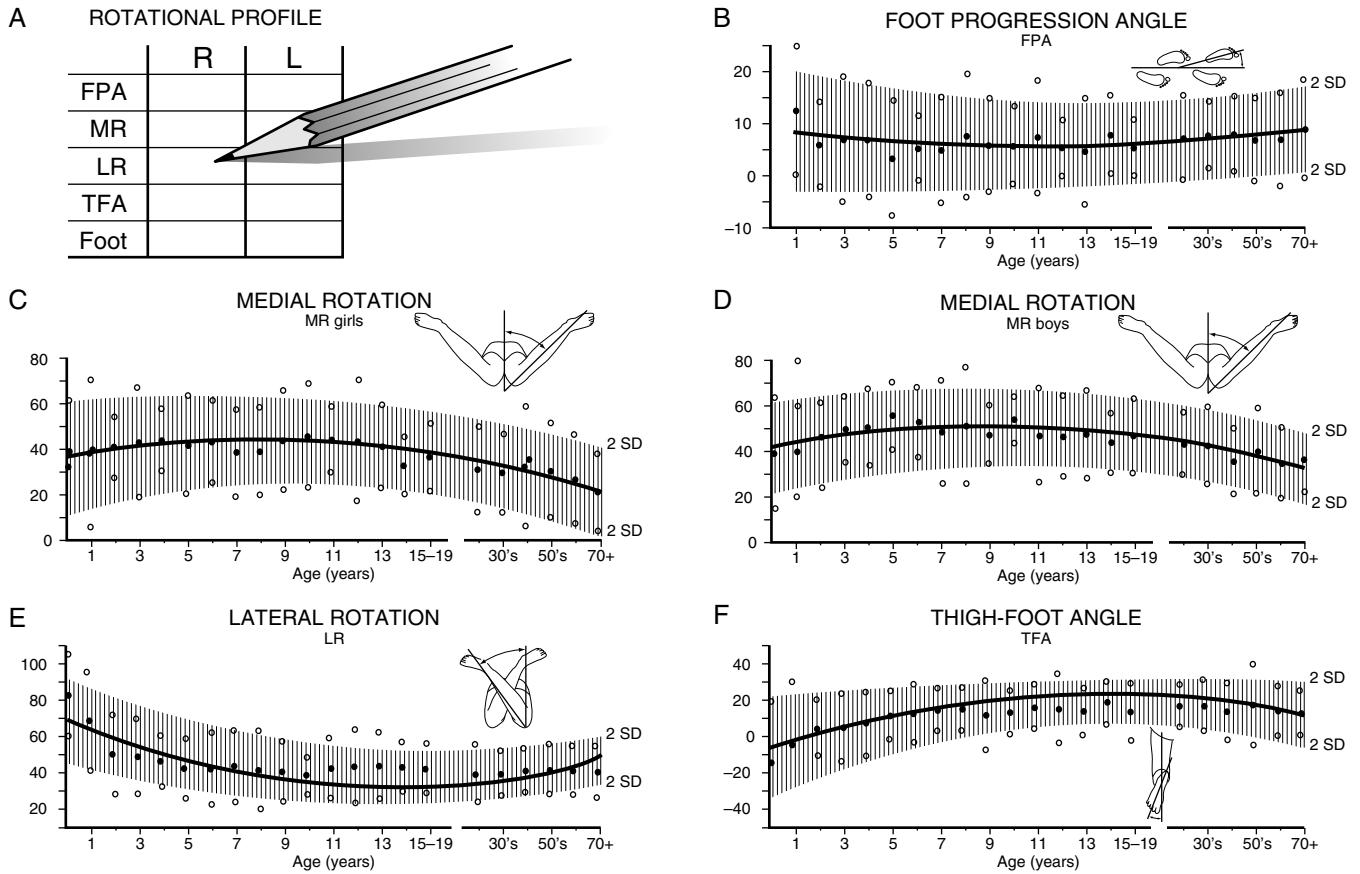 A ROTATIONAL PROFILE
R L
FPA
MR
LR
TFA
Foot
B FOOT PROGRESSION ANGLE
FPA
20
10
0
–10
2 SD
2 SD
1 3 5 7 9 11 13 15–19 30's 50's 70+
Age (years)
C MEDIAL ROTATION
MR girls
80
60
40
20
0
2 SD
2 SD
1 3 5 7 9 11 13 15–19 30's 50's 70+
Age (years)
D MEDIAL ROTATION
MR boys
80
60
40
20
0
2 SD
2 SD
1 3 5 7 9 11 13 15–19 30's 50's 70+
Age (years)
E LATERAL ROTATION
LR
100
80
60
40
20
2 SD
2 SD
1 3 5 7 9 11 13 15–19 30's 50's 70+
Age (years)
F THIGH-FOOT ANGLE
TFA
40
20
0
–20
–40
2 SD
2 SD
1 3 5 7 9 11 13 15–19 30's 50's 70+
Age (years)